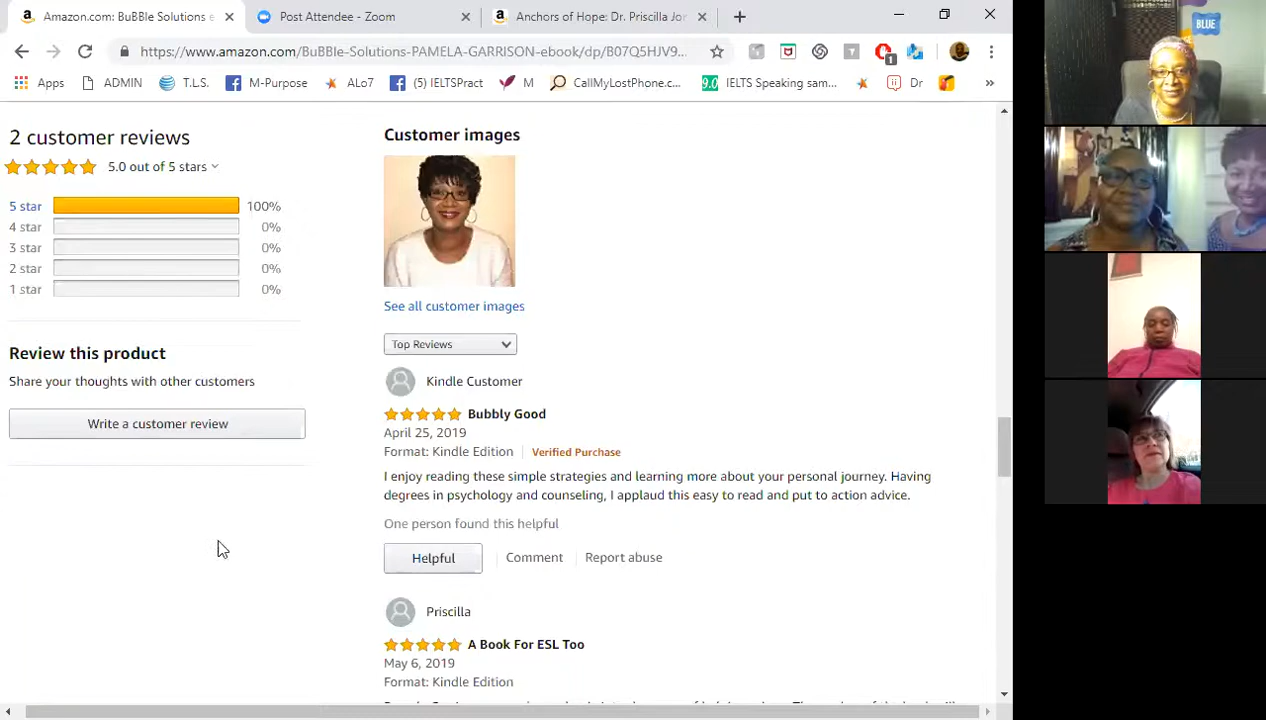 Amazon.com: BuBBle Solutions e
Post Attendee - Zoom
Anchors of Hope: Dr. Priscilla Jor
https://www.amazon.com/BuBBle-Solutions-PAMELA-GARRISON-ebook/dp/B07Q5HJV9...
1
Apps
ADMIN
T.L.S.
M-Purpose
ALo7
(5) IELTSPract
M
CallMyLostPhone.c...
9.0
IELTS Speaking sam...
Dr
»
BLUE
2 customer reviews
5.0 out of 5 stars
5 star 100%
4 star 0%
3 star 0%
2 star 0%
1 star 0%
Review this product
Share your thoughts with other customers
Write a customer review
Customer images
See all customer images
Top Reviews
Kindle Customer
Bubbly Good
April 25, 2019
Format: Kindle Edition Verified Purchase
I enjoy reading these simple strategies and learning more about your personal journey. Having
degrees in psychology and counseling, I applaud this easy to read and put to action advice.
One person found this helpful
Helpful Comment Report abuse
Priscilla
A Book For ESL Too
May 6, 2019
Format: Kindle Edition